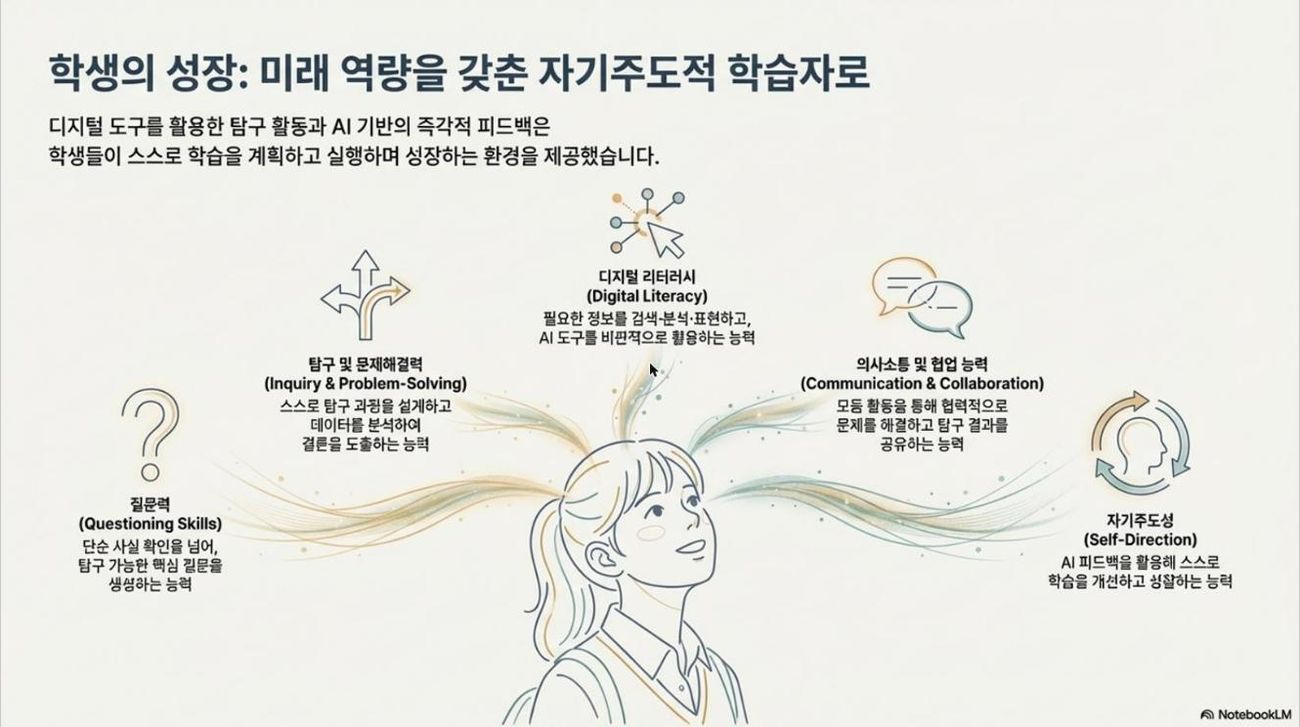 학생의 성장: 미래 역량을 갖춘 자기주도적 학습자로
디지털 도구를 활용한 탐구 활동과 AI 기반의 즉각적 피드백은
학생들이 스스로 학습을 계획하고 실행하며 성장하는 환경을 제공했습니다.
질문력
(Questioning Skills)
단순 사실 확인을 넘어,
탐구 가능한 핵심 질문을
생성하는 능력
탐구 및 문제해결력
(Inquiry & Problem-Solving)
스스로 탐구 과정을 설계하고
데이터를 분석하여
결론을 도출하는 능력
디지털 리터러시
(Digital Literacy)
필요한 정보를 검색·분석·표현하고,
AI 도구를 비판적으로 활용하는 능력
의사소통 및 협업 능력
(Communication & Collaboration)
모둠 활동을 통해 협력적으로
문제를 해결하고 탐구 결과를
공유하는 능력
자기주도성
(Self-Direction)
AI 피드백을 활용해 스스로
학습을 개선하고 성찰하는 능력
NotebookLM